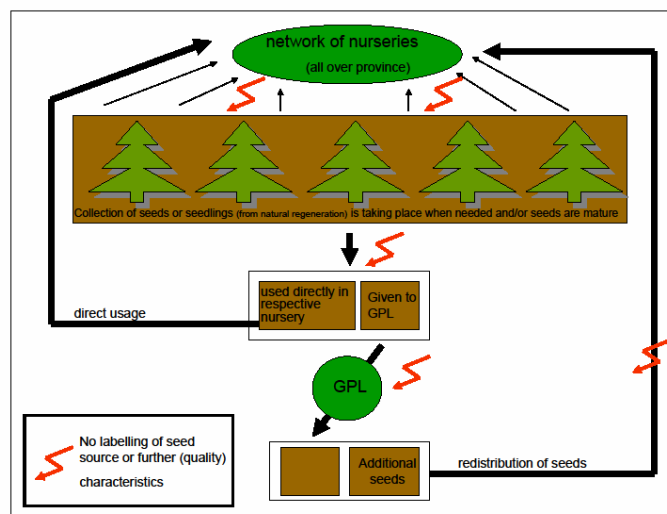 network of nurseries
(all over province)
Collection of seeds or seedlings (from natural regeneration) is taking place when needed and/or seeds are mature
used directly in
respective
nursery
Given to
GPL
direct usage
GPL
Additional
seeds
redistribution of seeds
No labelling of seed
source or further (quality)
characteristics